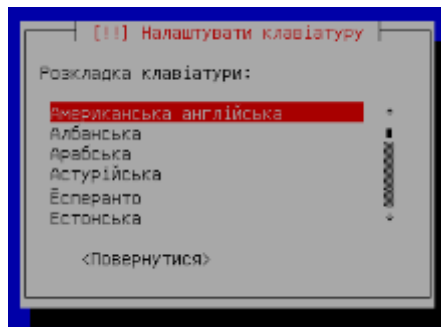 [!!] Налаштувати клавіатуру
Розкладка клавіатури:
Американська англійська
Албанська
Арабська
Астурійська
Есперанто
Естонська
<Повернутися>